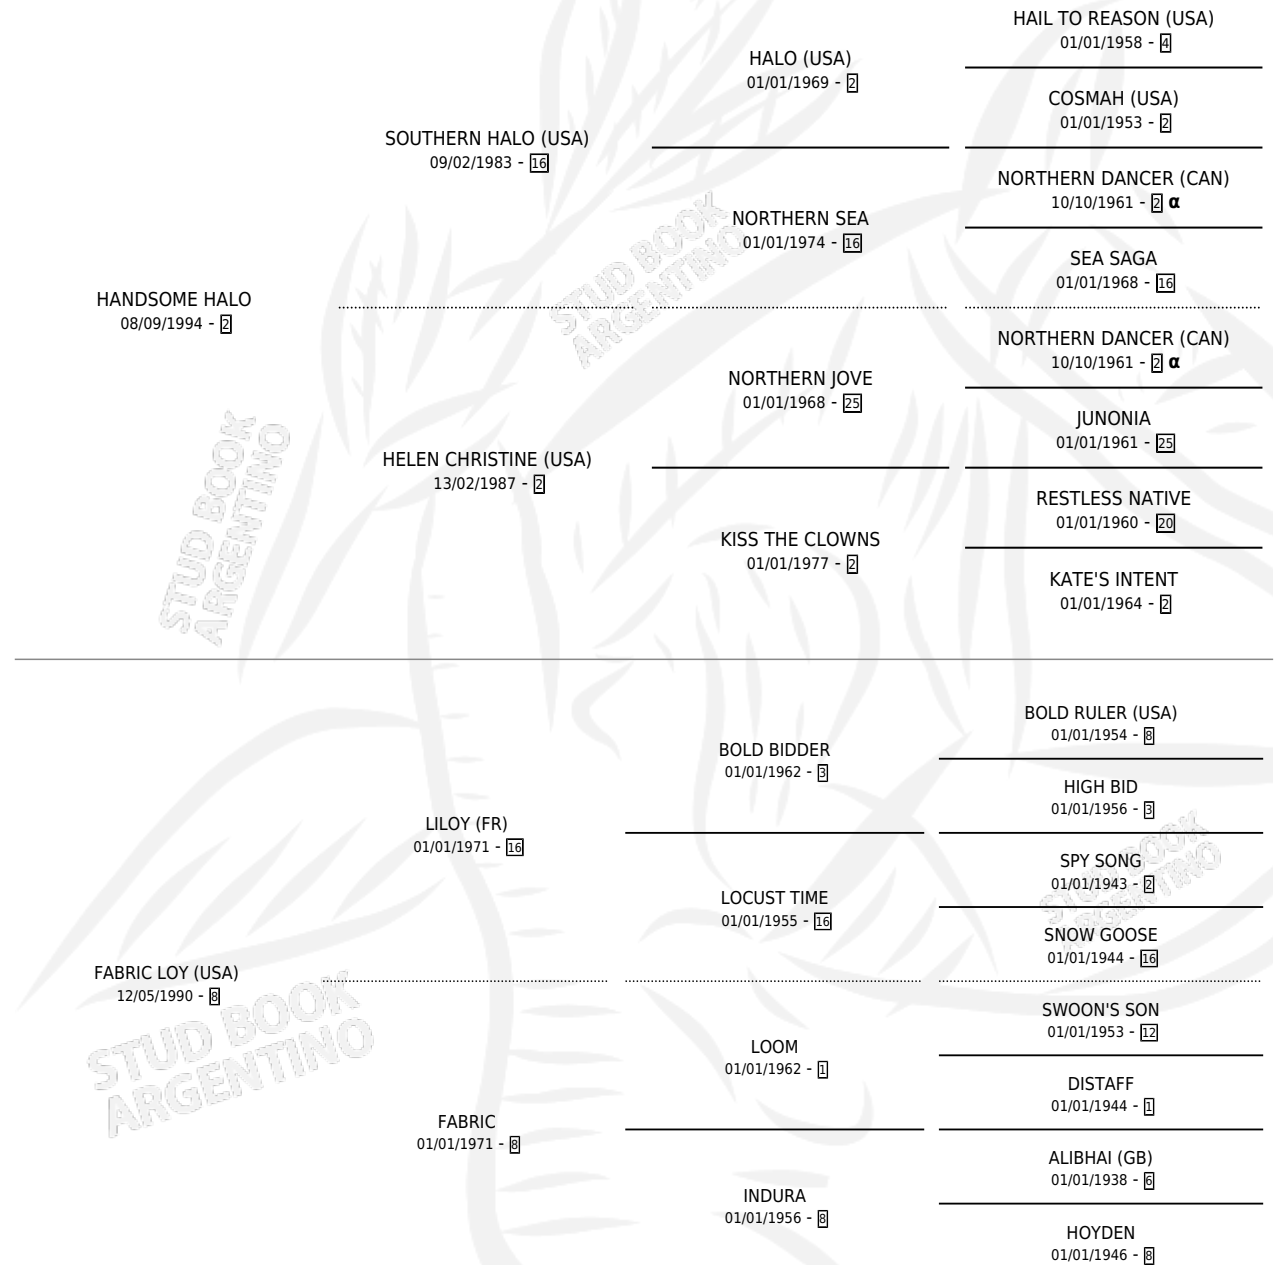 HANDSOME HALO
08/09/1994 - 2
SOUTHERN HALO (USA)
09/02/1983 - 16
HALO (USA)
01/01/1969 - 2
HAIL TO REASON (USA)
01/01/1958 - 4
COSMAH (USA)
01/01/1953 - 2
NORTHERN SEA
01/01/1974 - 16
NORTHERN DANCER (CAN)
10/10/1961 - 2 α
SEA SAGA
01/01/1968 - 16
HELEN CHRISTINE (USA)
13/02/1987 - 2
NORTHERN JOVE
01/01/1968 - 25
NORTHERN DANCER (CAN)
10/10/1961 - 2 α
JUNONIA
01/01/1961 - 25
KISS THE CLOWNS
01/01/1977 - 2
RESTLESS NATIVE
01/01/1960 - 20
KATE'S INTENT
01/01/1964 - 2
FABRIC LOY (USA)
12/05/1990 - 8
LILOY (FR)
01/01/1971 - 16
BOLD BIDDER
01/01/1962 - 3
BOLD RULER (USA)
01/01/1954 - 8
HIGH BID
01/01/1956 - 3
LOCUST TIME
01/01/1955 - 16
SPY SONG
01/01/1943 - 2
SNOW GOOSE
01/01/1944 - 16
FABRIC
01/01/1971 - 8
LOOM
01/01/1962 - 1
SWOON'S SON
01/01/1953 - 12
DISTAFF
01/01/1944 - 1
INDURA
01/01/1956 - 8
ALIBHAI (GB)
01/01/1938 - 6
HOYDEN
01/01/1946 - 8
STUD BOOK
ARGENTINO
STUD BOOK
ARGENTINO
STUD BOOK
ARGENTINO
STUD BOOK
ARGENTINO